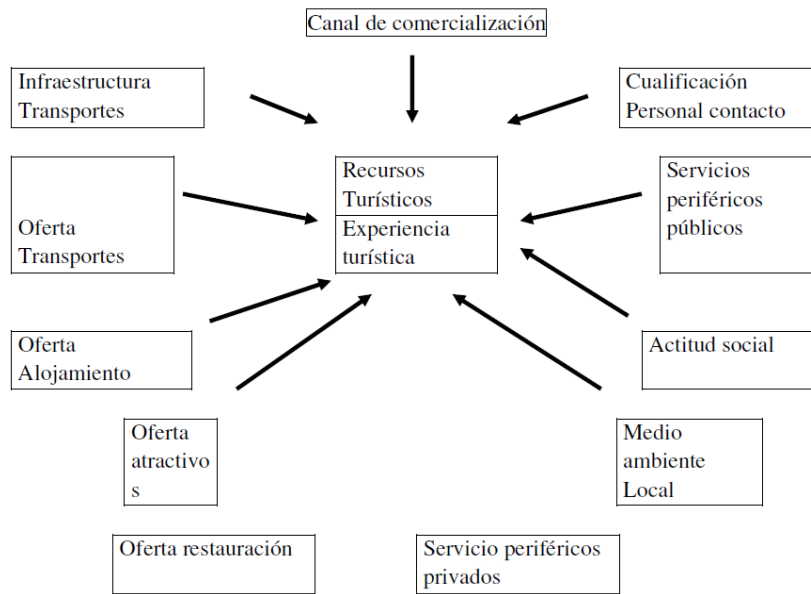 Canal de comercialización
Infraestructura
Transportes
Cualificación
Personal contacto
Recursos
Turísticos
Experiencia
turística
Servicios
periféricos
públicos
Oferta
Transportes
Oferta
Alojamiento
Actitud social
Oferta
atractivo
s
Medio
ambiente
Local
Oferta restauración
Servicio periféricos
privados